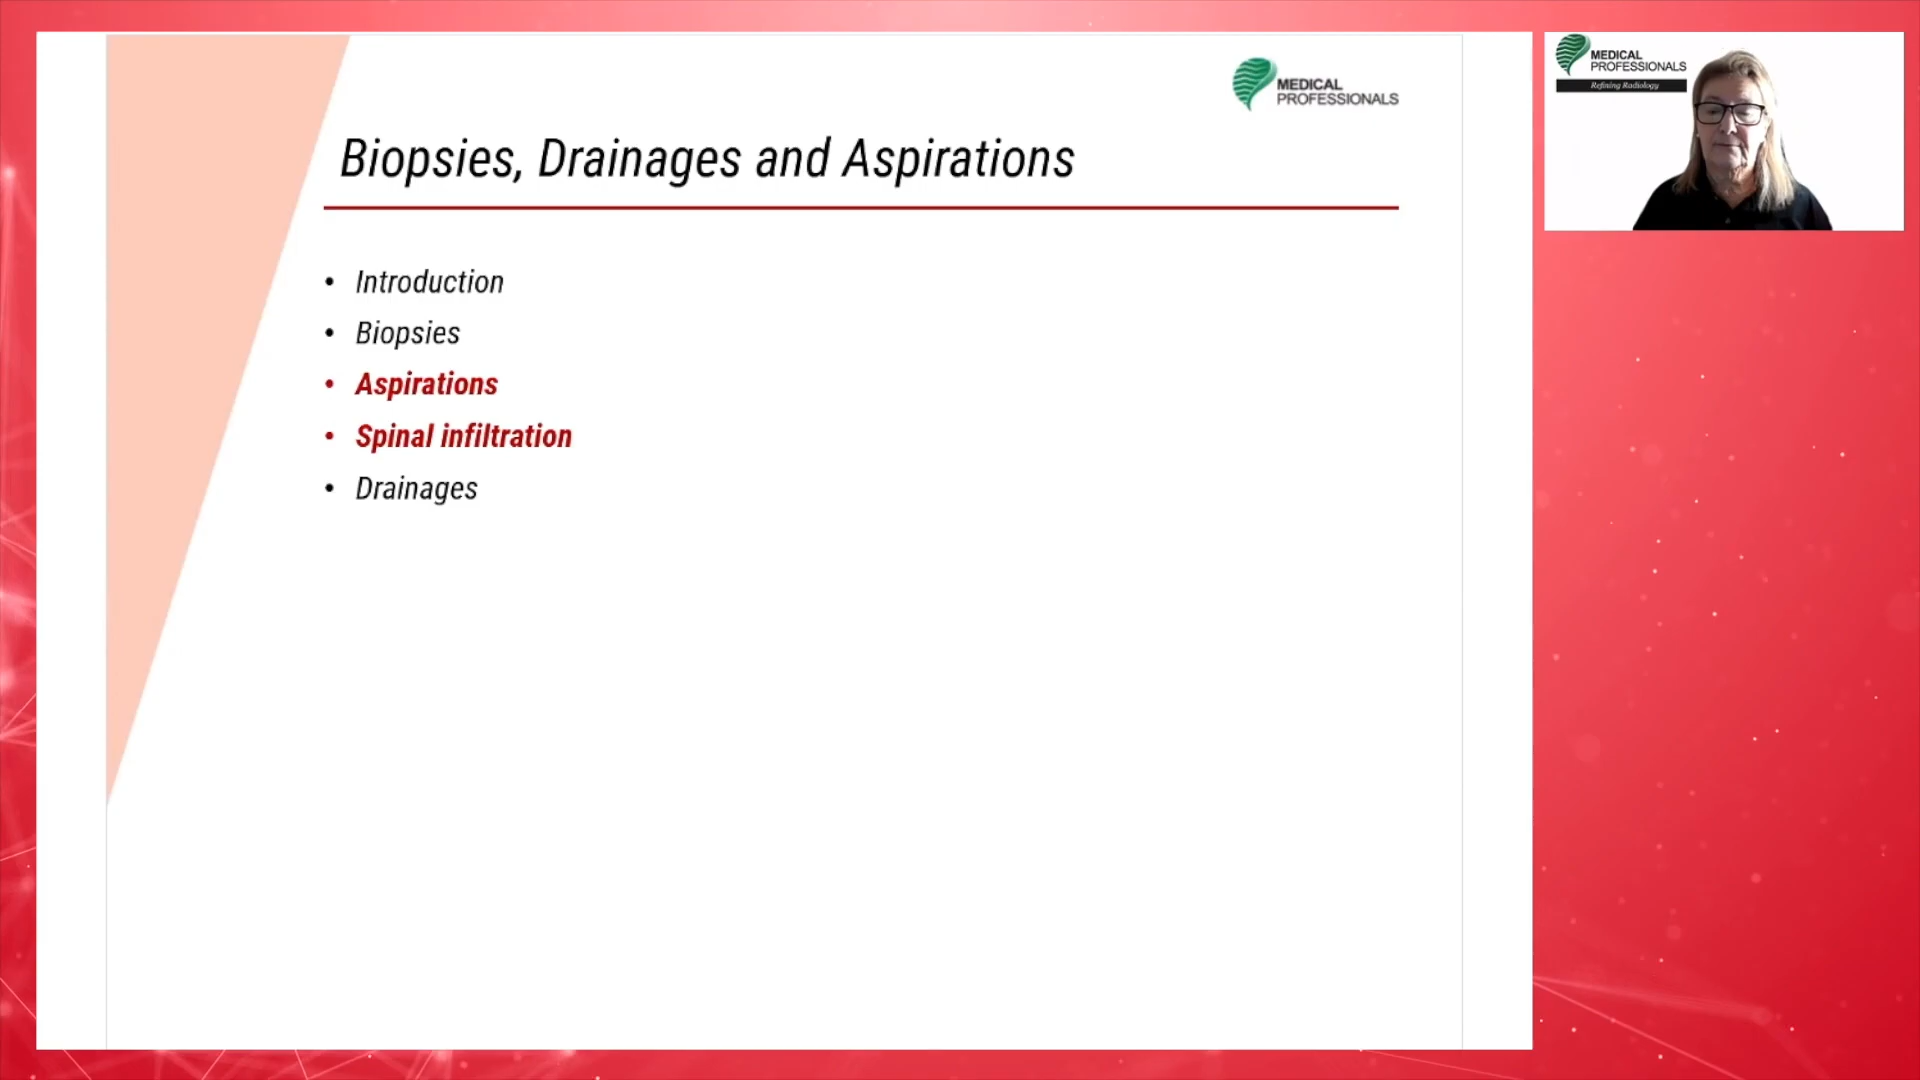 MEDICAL
PROFESSIONALS
Biopsies, Drainages and Aspirations
• Introduction
• Biopsies
• Aspirations
• Spinal infiltration
• Drainages
MEDICAL
PROFESSIONALS
Refining Radiology